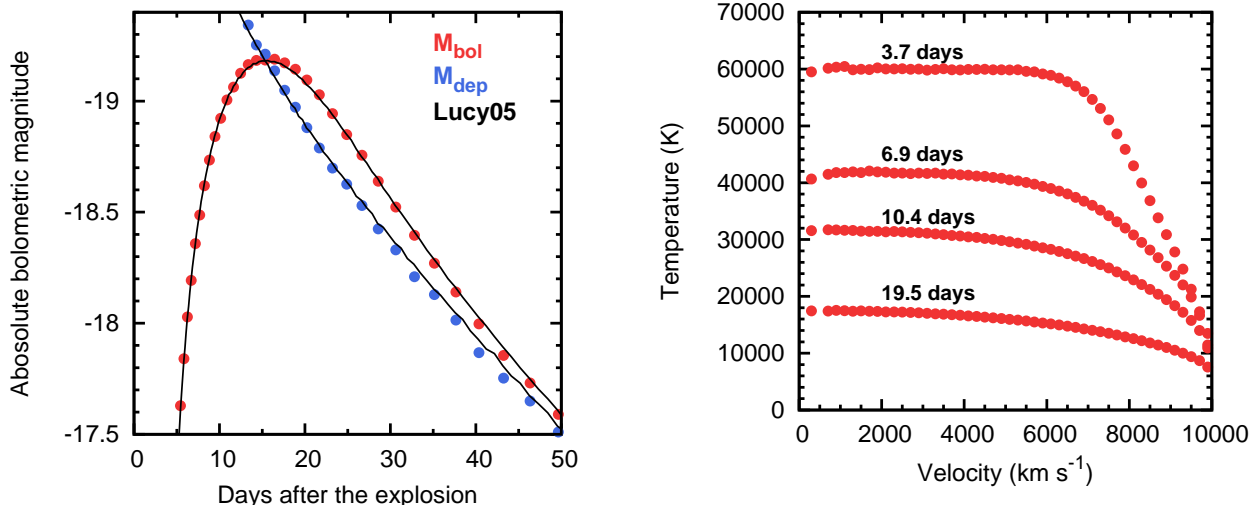 Abosolute bolometric magnitude
-19
-18.5
-18
-17.5
0 10 20 30 40 50
Days after the explosion
M_bol
M_dep
Lucy05
Temperature (K)
70000
60000
50000
40000
30000
20000
10000
0
0 2000 4000 6000 8000 10000
Velocity (km s⁻¹)
3.7 days
6.9 days
10.4 days
19.5 days